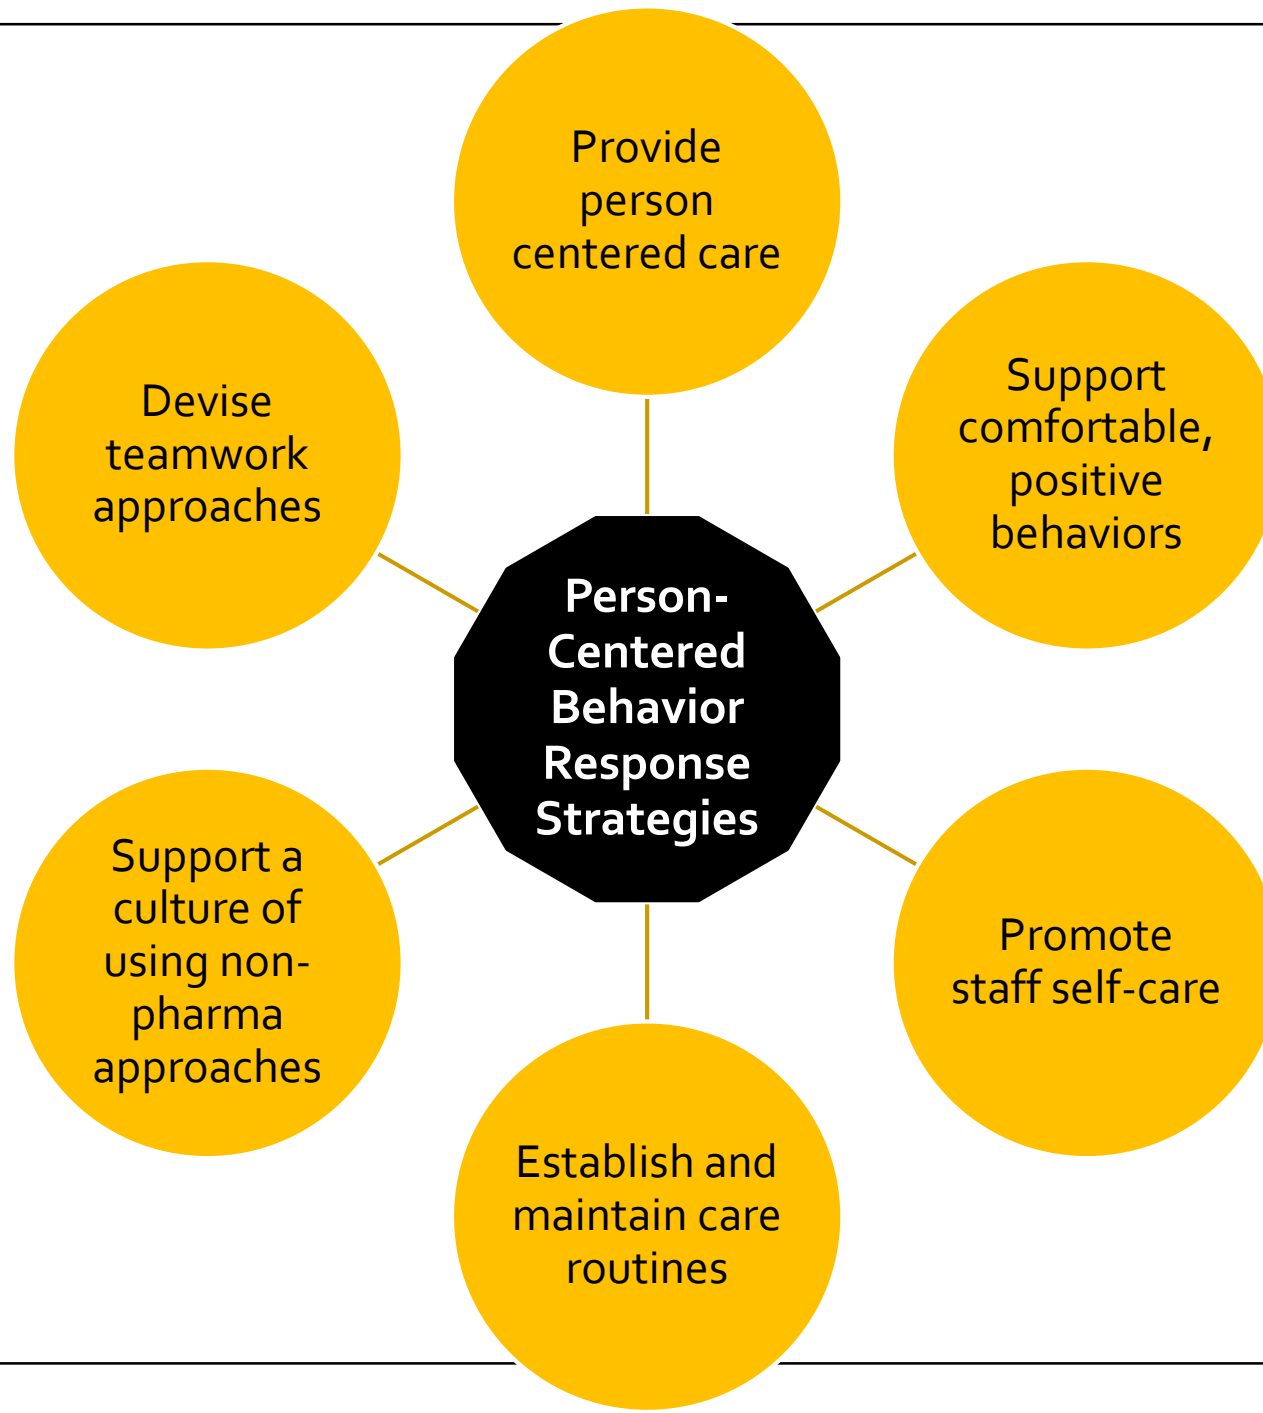 Provide
person
centered care
Support
comfortable,
positive
behaviors
Promote
staff self-care
Establish and
maintain care
routines
Support a
culture of
using non-
pharma
approaches
Devise
teamwork
approaches
Person-
Centered
Behavior
Response
Strategies